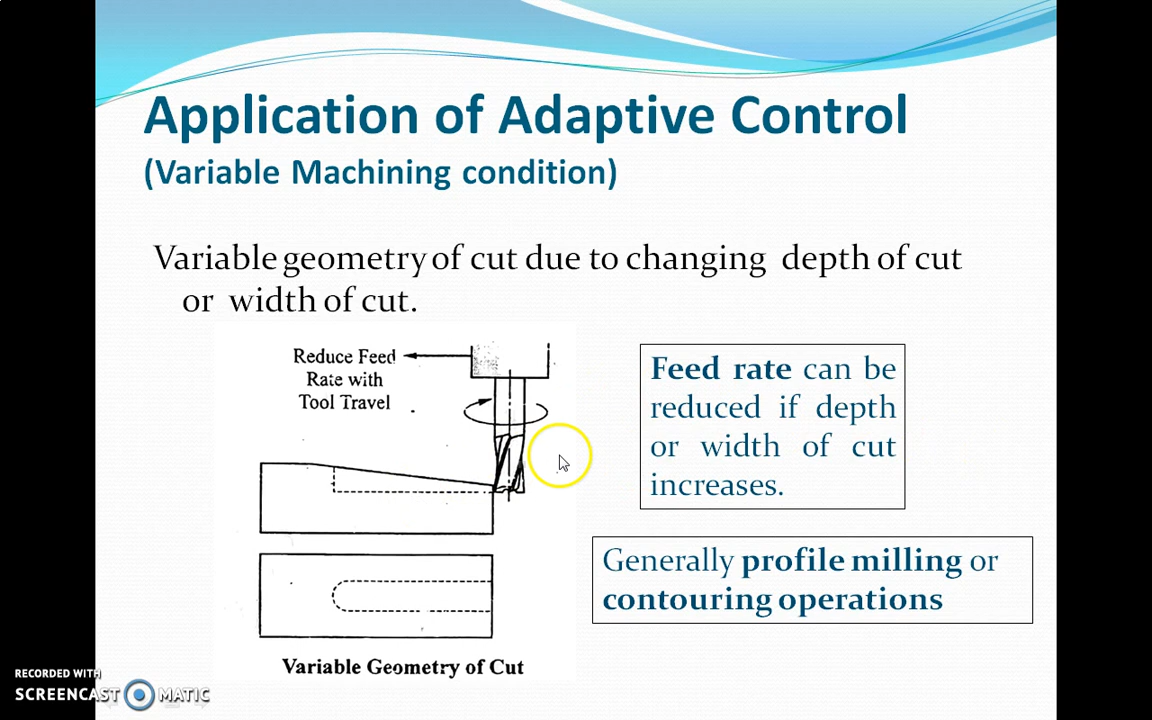 Application of Adaptive Control
(Variable Machining condition)
Variable geometry of cut due to changing depth of cut
or width of cut.
Reduce Feed
Rate with
Tool Travel
Feed rate can be
reduced if depth
or width of cut
increases.
Generally profile milling or
contouring operations
Variable Geometry of Cut
RECORDED WITH
SCREENCAST MATIC